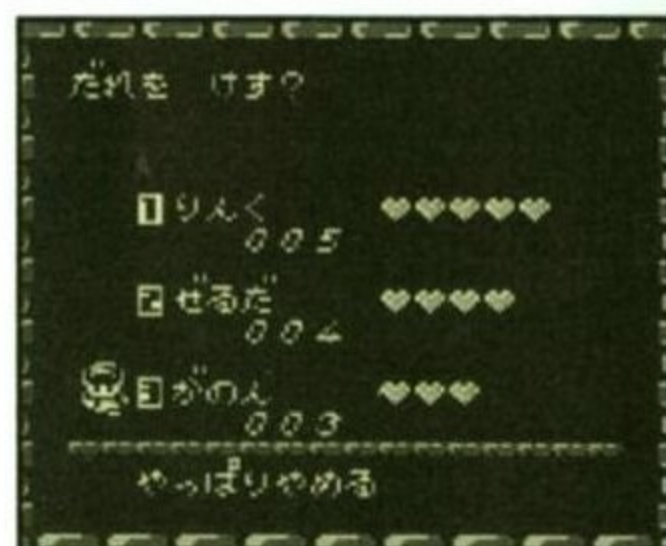 だれを けす?
1 りんく
005
2 ぜるだ
004
3 がのん
003
やっぱりやめる